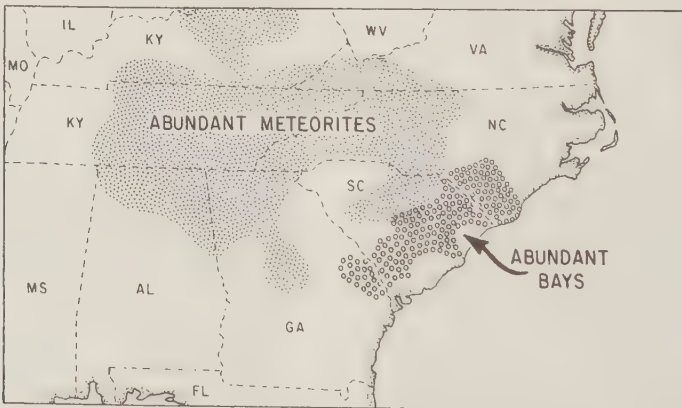 IL
KY
WV
VA
MO
KY
ABUNDANT METEORITES
NC
SC
ABUNDANT
BAYS
MS
AL
GA
FL